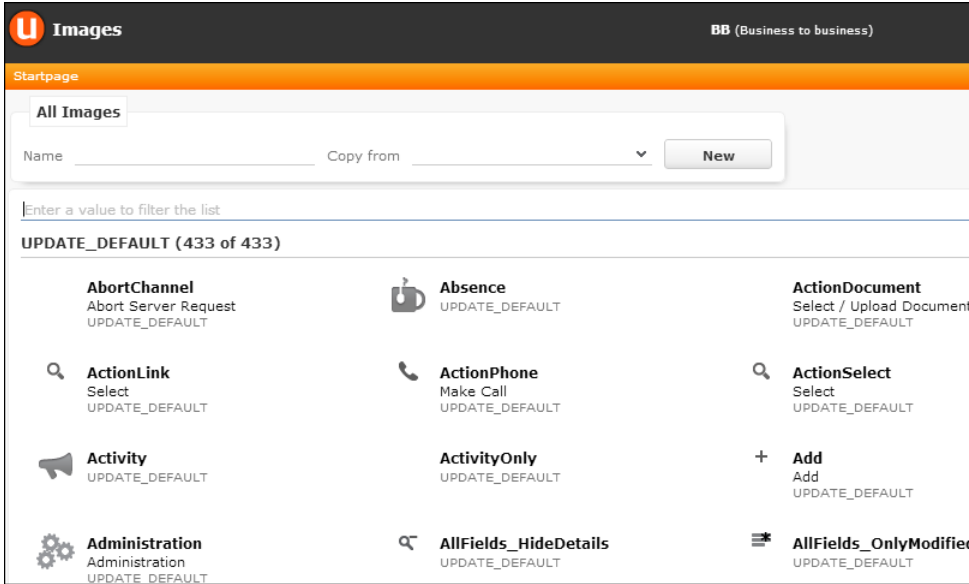 u Images BB (Business to business)
Startpage
All Images
Name Copy from New
Enter a value to filter the list
UPDATE_DEFAULT (433 of 433)
AbortChannel Absence ActionDocument
Abort Server Request UPDATE_DEFAULT Select / Upload Document
UPDATE_DEFAULT UPDATE_DEFAULT
ActionLink ActionPhone ActionSelect
Select Make Call Select
UPDATE_DEFAULT UPDATE_DEFAULT UPDATE_DEFAULT
Activity ActivityOnly Add
UPDATE_DEFAULT UPDATE_DEFAULT Add
UPDATE_DEFAULT
Administration AllFields_HideDetails AllFields_OnlyModified
Administration UPDATE_DEFAULT UPDATE_DEFAULT
UPDATE_DEFAULT